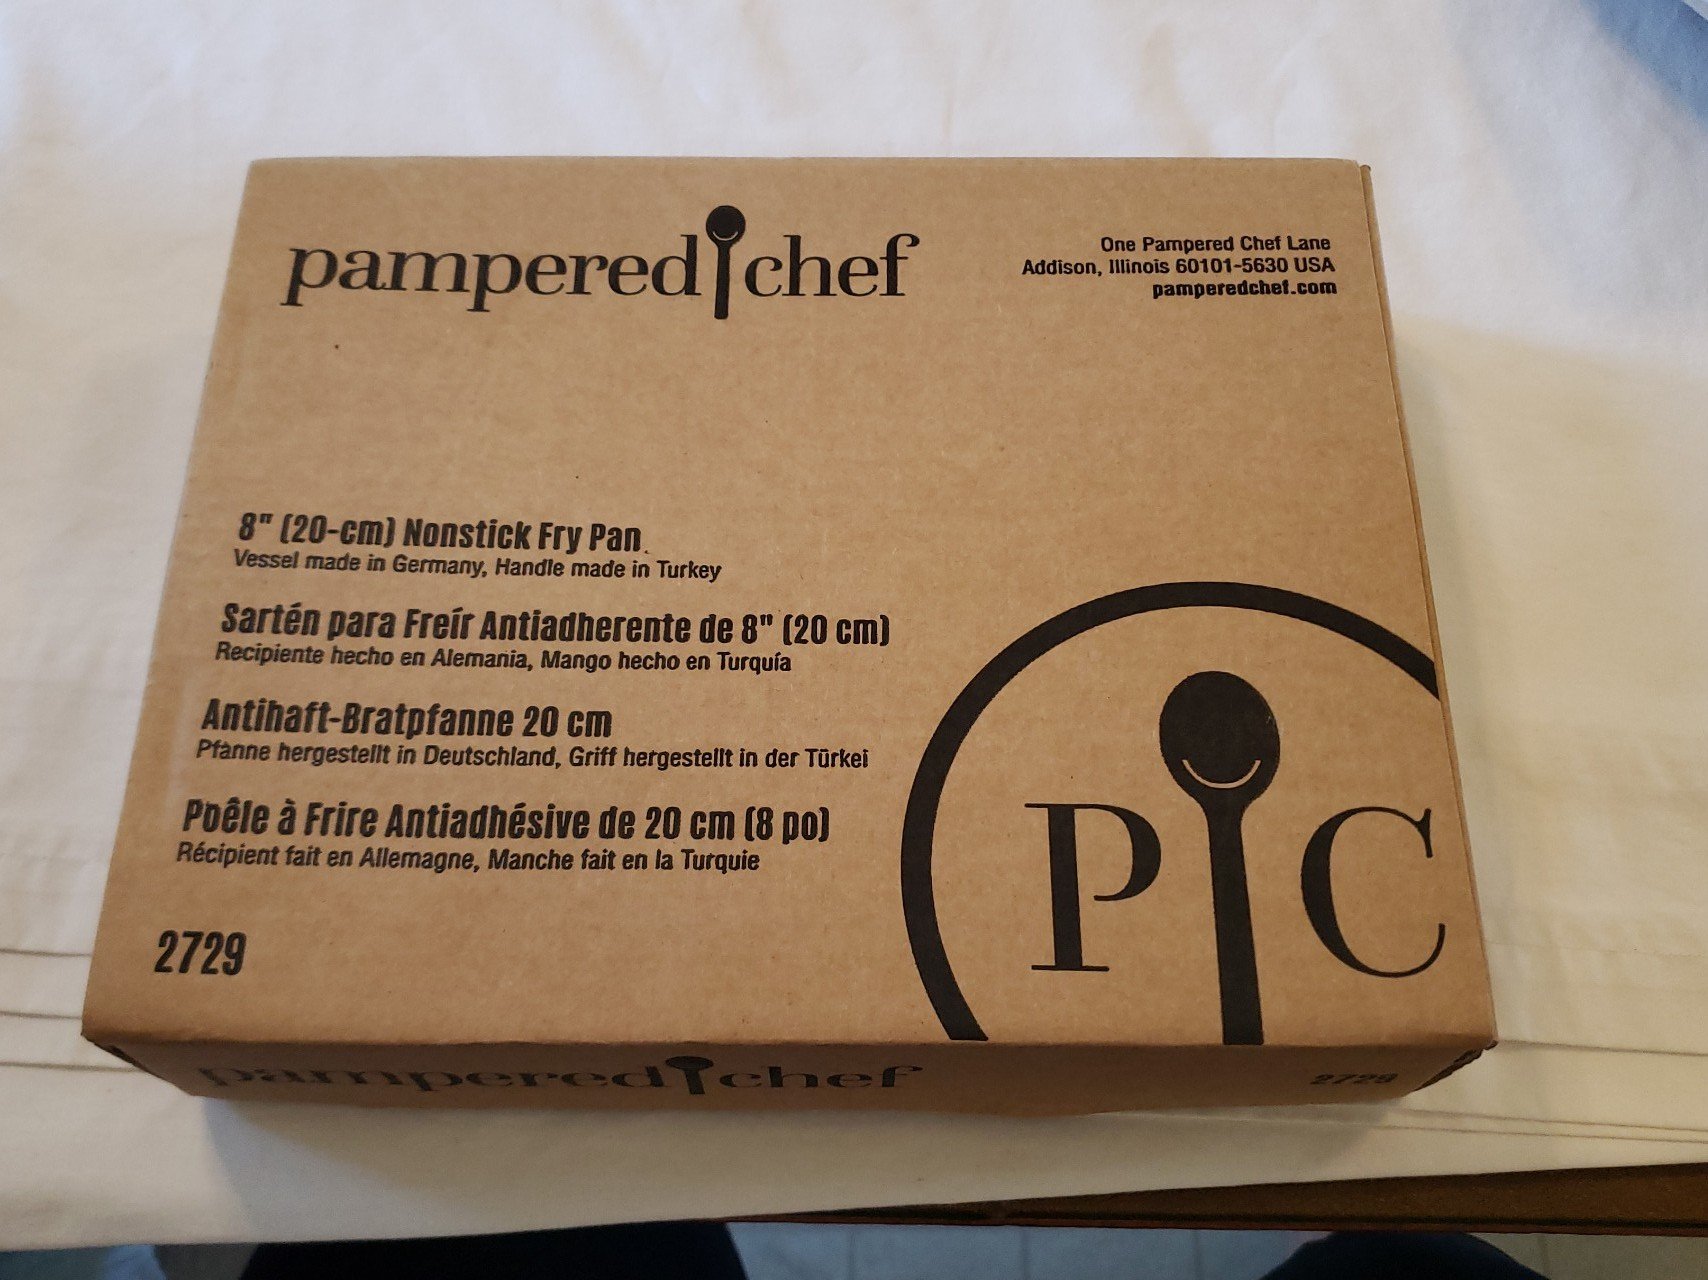 pampered chef
One Pampered Chef Lane
Addison, Illinois 60101-5630 USA
pamperedchef.com
8" (20-cm) Nonstick Fry Pan
Vessel made in Germany, Handle made in Turkey
Sartén para Freír Antiadherente de 8" (20 cm)
Recipiente hecho en Alemania, Mango hecho en Turquía
Antihaft-Bratpfanne 20 cm
Pfanne hergestellt in Deutschland, Griff hergestellt in der Türkei
Poêle à Frire Antiadhésive de 20 cm (8 po)
Récipient fait en Allemagne, Manche fait en la Turquie
2729
P C
pampered chef
2729